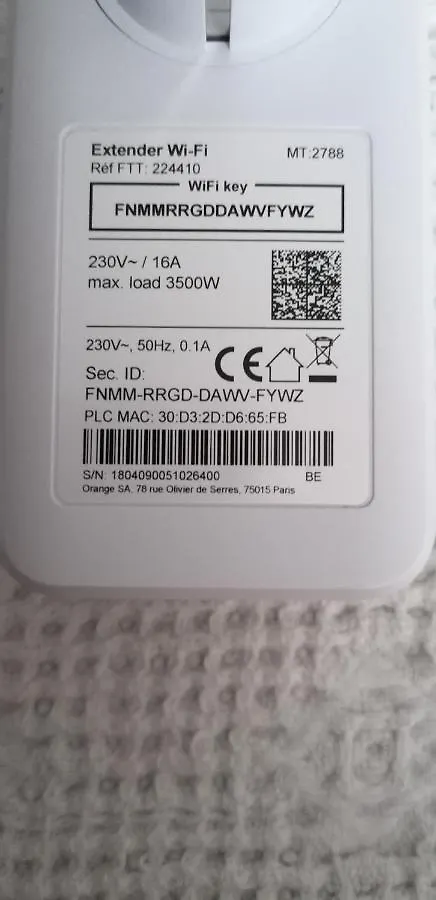 Extender Wi-Fi MT:2788
Réf FTT: 224410
WiFi key
FNMMRRGDDAWVFYWZ
230V~ / 16A
max. load 3500W
230V~, 50Hz, 0.1A
CE
Sec. ID:
FNMM-RRGD-DAWV-FYWZ
PLC MAC: 30:D3:2D:D6:65:FB
S/N: 1804090051026400 BE
Orange SA, 78 rue Olivier de Serres, 75015 Paris